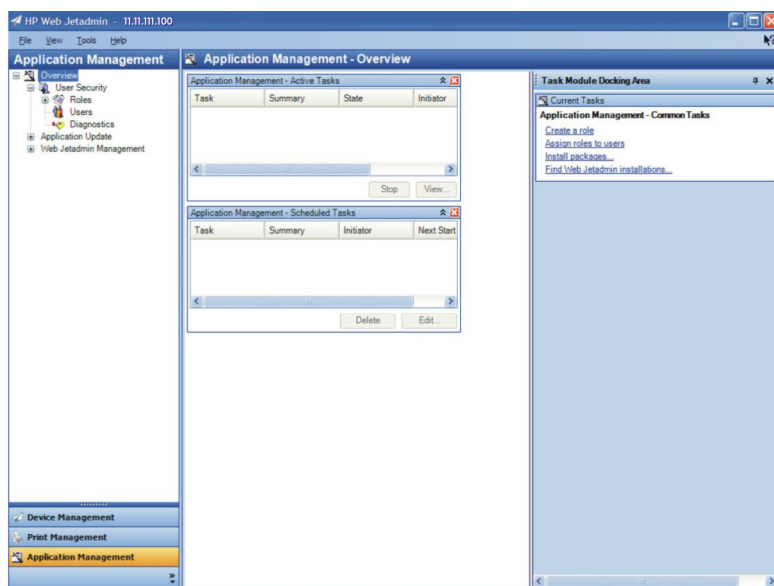 HP Web Jetadmin - 11.11.111.100
File View Tools Help
Application Management
Overview
User Security
Roles
Users
Diagnostics
Application Update
Web Jetadmin Management
Device Management
Print Management
Application Management
Application Management - Overview
Application Management - Active Tasks
Task Summary State Initiator
Stop View...
Application Management - Scheduled Tasks
Task Summary Initiator Next Start
Delete Edit...
Task Module Docking Area
Current Tasks
Application Management - Common Tasks
Create a role
Assign roles to users
Install packages...
Find Web Jetadmin installations...